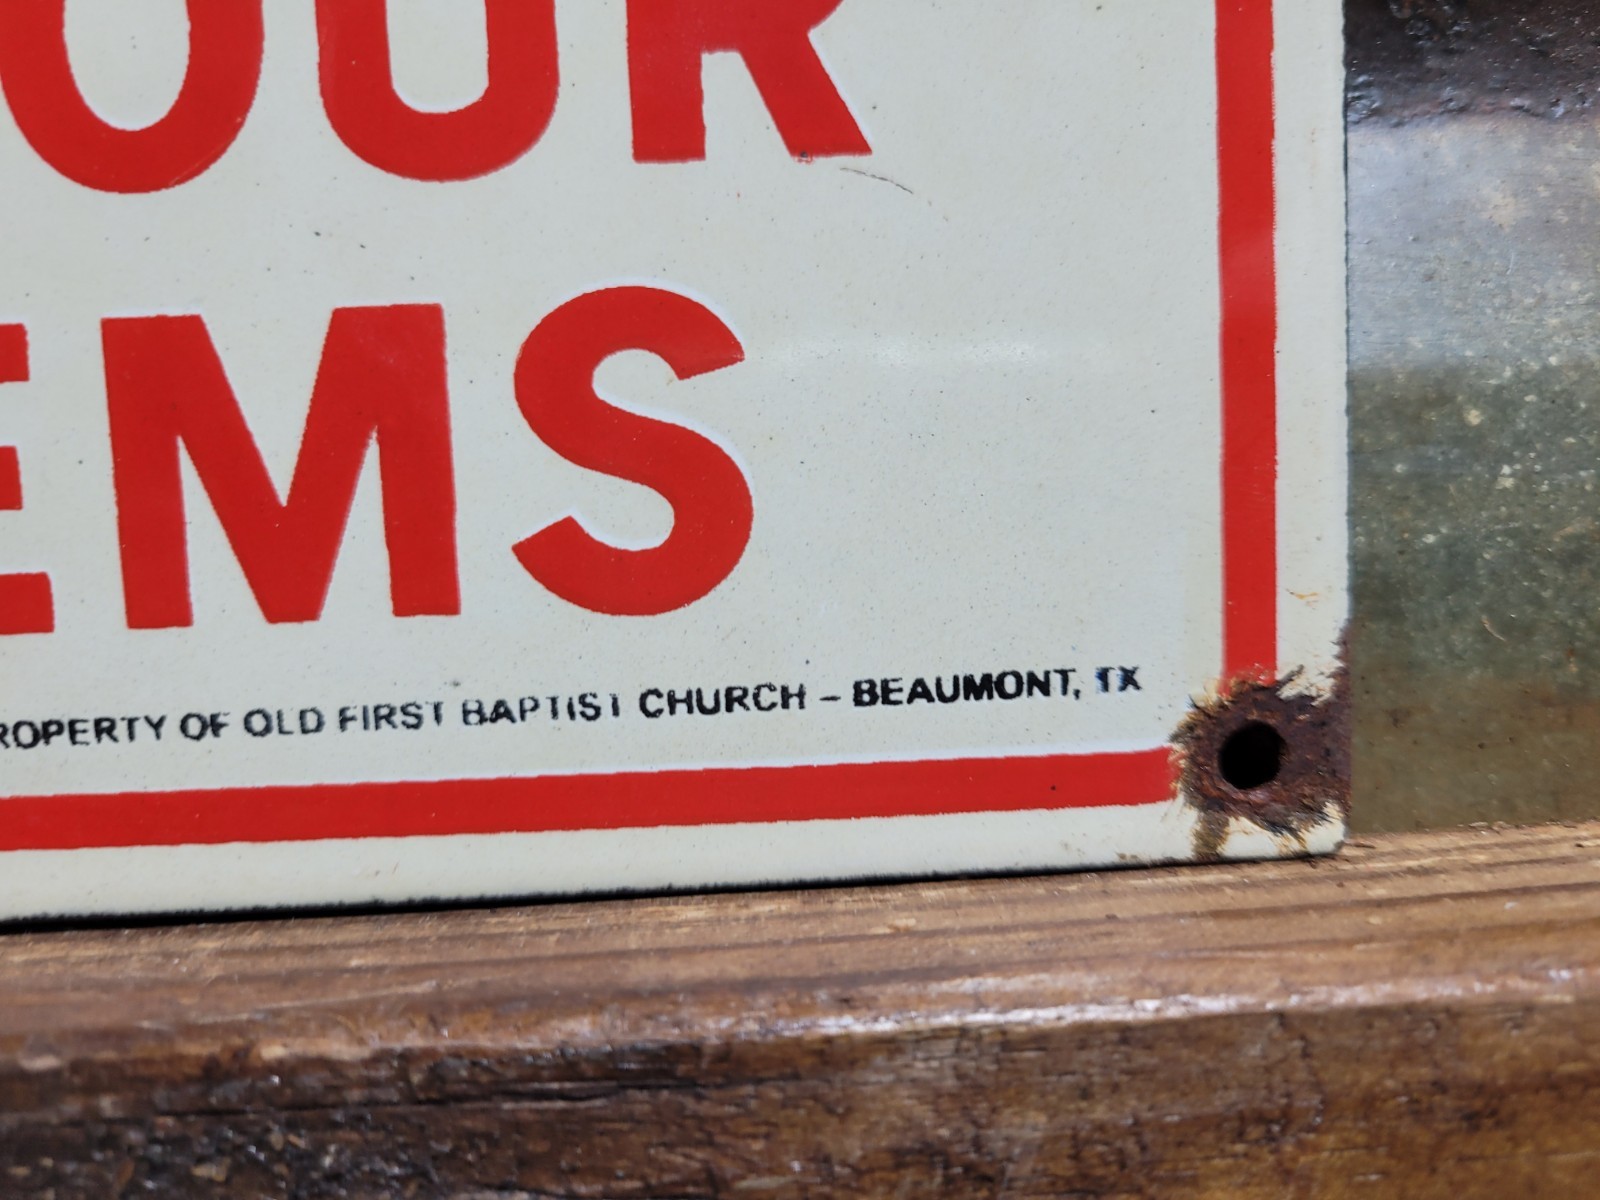 OUR
EMS
ROPERTY OF OLD FIRST BAPTIST CHURCH – BEAUMONT, TX